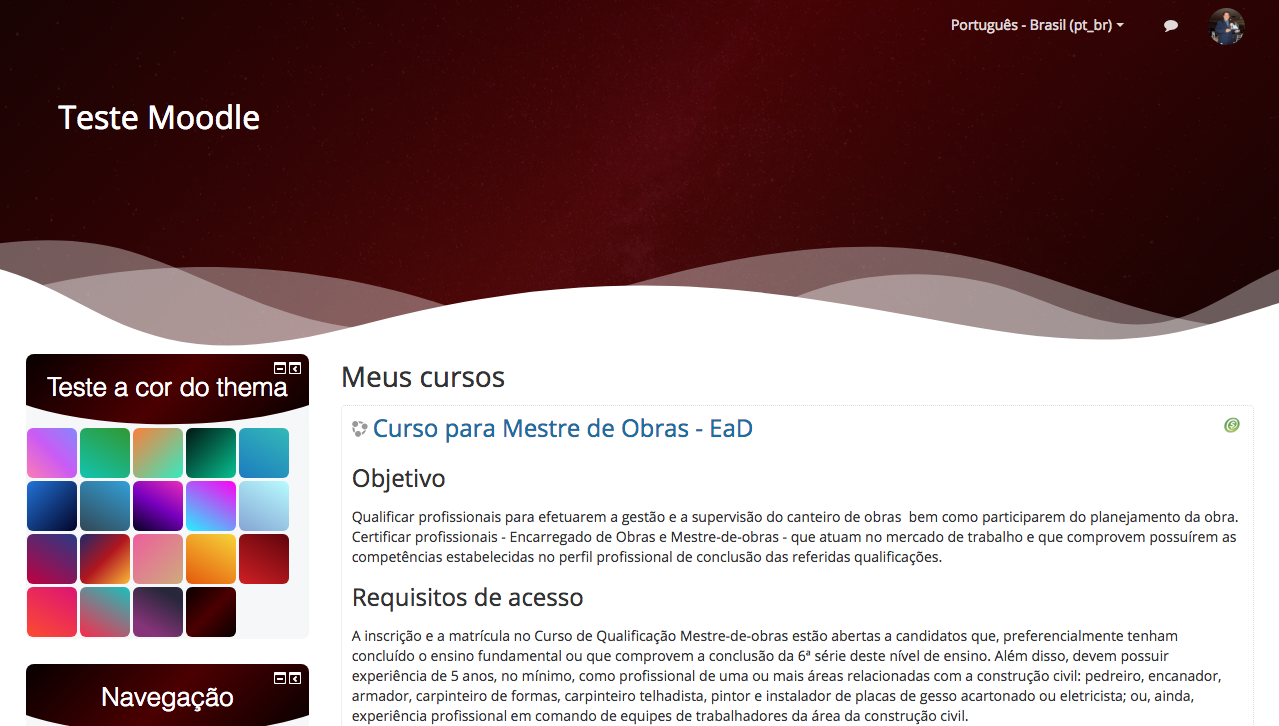 Português - Brasil (pt_br)
Teste Moodle
Teste a cor do thema
Navegação
Meus cursos
Curso para Mestre de Obras - EaD
Objetivo
Qualificar profissionais para efetuarem a gestão e a supervisão do canteiro de obras  bem como participarem do planejamento da obra.
Certificar profissionais - Encarregado de Obras e Mestre-de-obras - que atuam no mercado de trabalho e que comprovem possuírem as
competências estabelecidas no perfil profissional de conclusão das referidas qualificações.
Requisitos de acesso
A inscrição e a matrícula no Curso de Qualificação Mestre-de-obras estão abertas a candidatos que, preferencialmente tenham
concluído o ensino fundamental ou que comprovem a conclusão da 6ª série deste nível de ensino. Além disso, devem possuir
experiência de 5 anos, no mínimo, como profissional de uma ou mais áreas relacionadas com a construção civil: pedreiro, encanador,
armador, carpinteiro de formas, carpinteiro telhadista, pintor e instalador de placas de gesso acartonado ou eletricista; ou, ainda,
experiência profissional em comando de equipes de trabalhadores da área da construção civil.